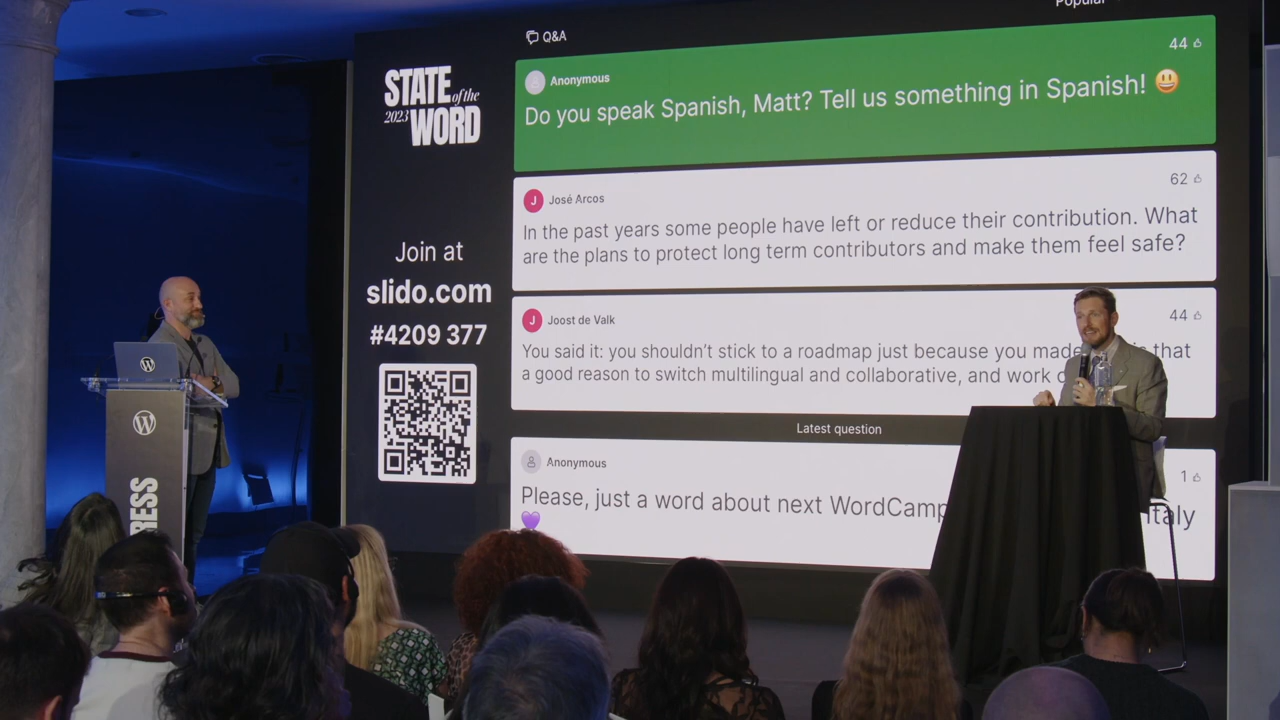 Popular
Q&A
STATE
of the
2023
WORD
Join at
slido.com
#4209 377
Anonymous
44
Do you speak Spanish, Matt? Tell us something in Spanish! 😃
J
José Arcos
62
In the past years some people have left or reduce their contribution. What
are the plans to protect long term contributors and make them feel safe?
J
Joost de Valk
44
You said it: you shouldn't stick to a roadmap just because you made that
a good reason to switch multilingual and collaborative, and work
Latest question
Anonymous
1
Please, just a word about next WordCamp Italy
💜
W
W
RESS